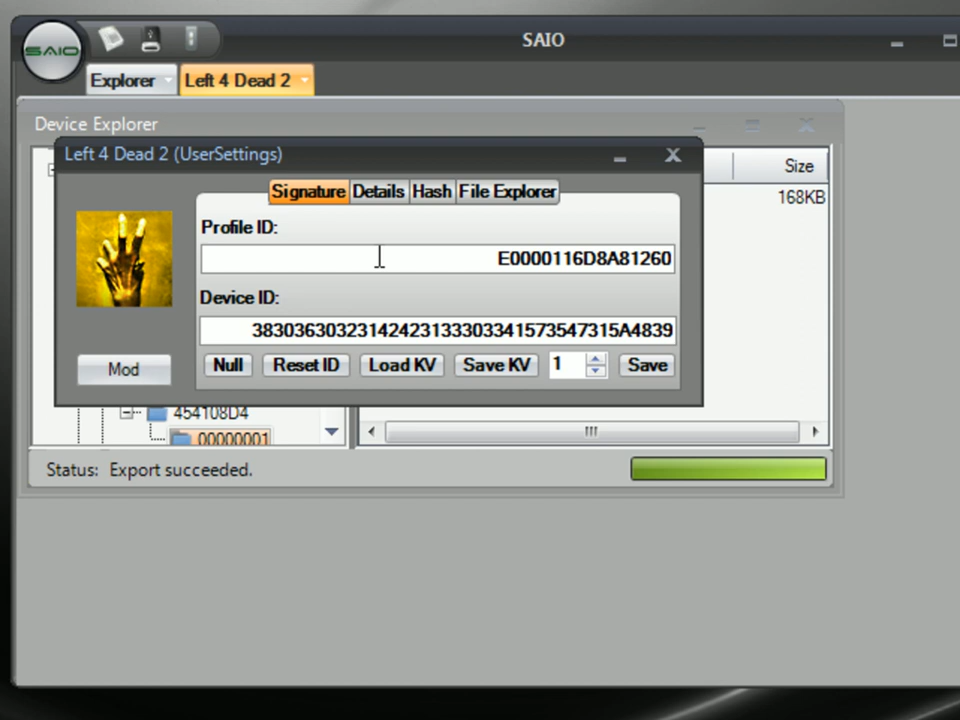 SAIO
SAIO
Explorer
Left 4 Dead 2
Device Explorer
Left 4 Dead 2 (UserSettings)
Size
Signature Details Hash File Explorer
168KB
Profile ID:
E0000116D8A81260
Device ID:
3830363032314242313330334157354731 5A4839
Mod
Null Reset ID Load KV Save KV 1 Save
454108D4
00000001
Status: Export succeeded.